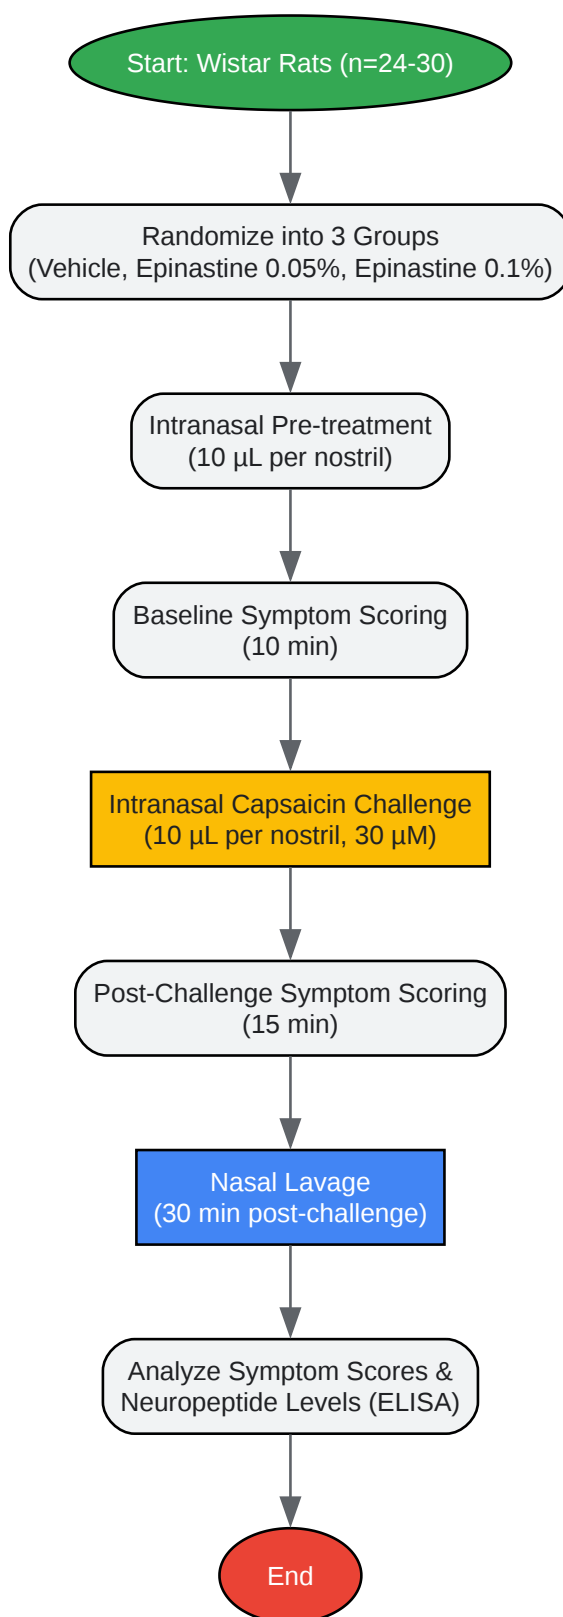 Start: Wistar Rats (n=24-30)
Randomize into 3 Groups
(Vehicle, Epinastine 0.05%, Epinastine 0.1%)
Intranasal Pre-treatment
(10 µL per nostril)
Baseline Symptom Scoring
(10 min)
Intranasal Capsaicin Challenge
(10 µL per nostril, 30 µM)
Post-Challenge Symptom Scoring
(15 min)
Nasal Lavage
(30 min post-challenge)
Analyze Symptom Scores &
Neuropeptide Levels (ELISA)
End